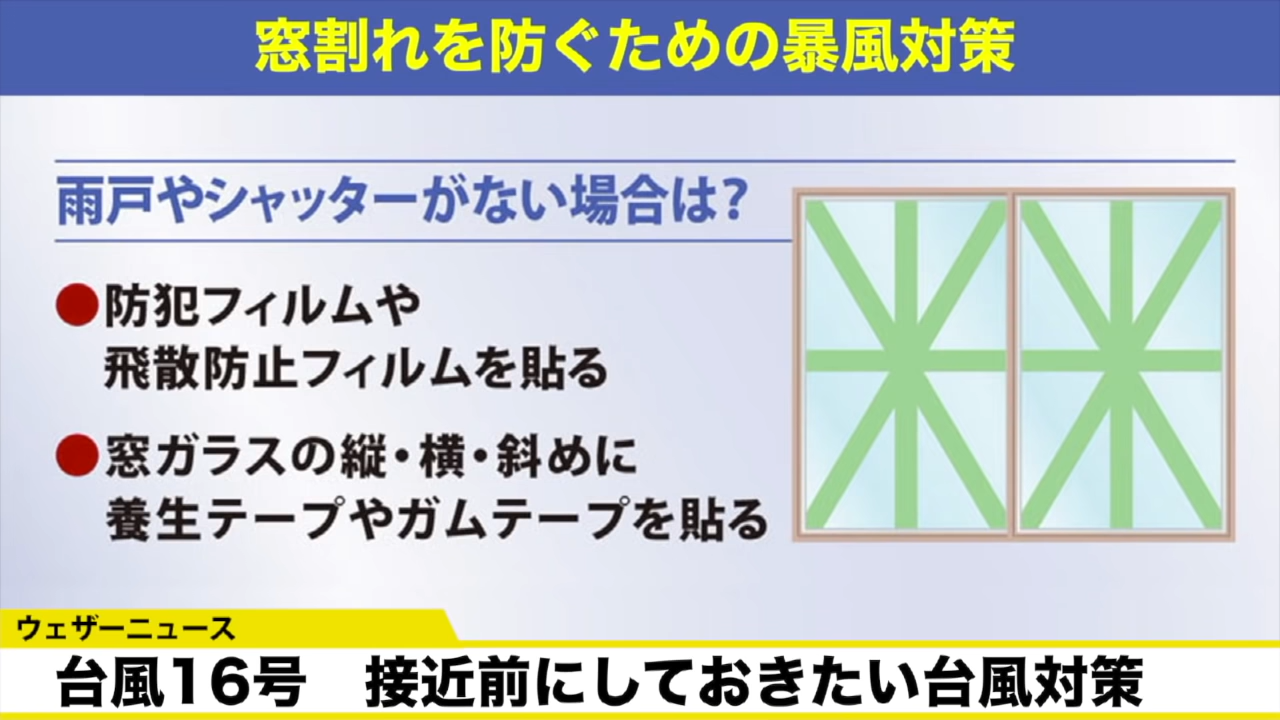 窓割れを防ぐための暴風対策
雨戸やシャッターがない場合は?
●防犯フィルムや
飛散防止フィルムを貼る
●窓ガラスの縦・横・斜めに
養生テープやガムテープを貼る
ウェザーニュース
台風16号　接近前にしておきたい台風対策